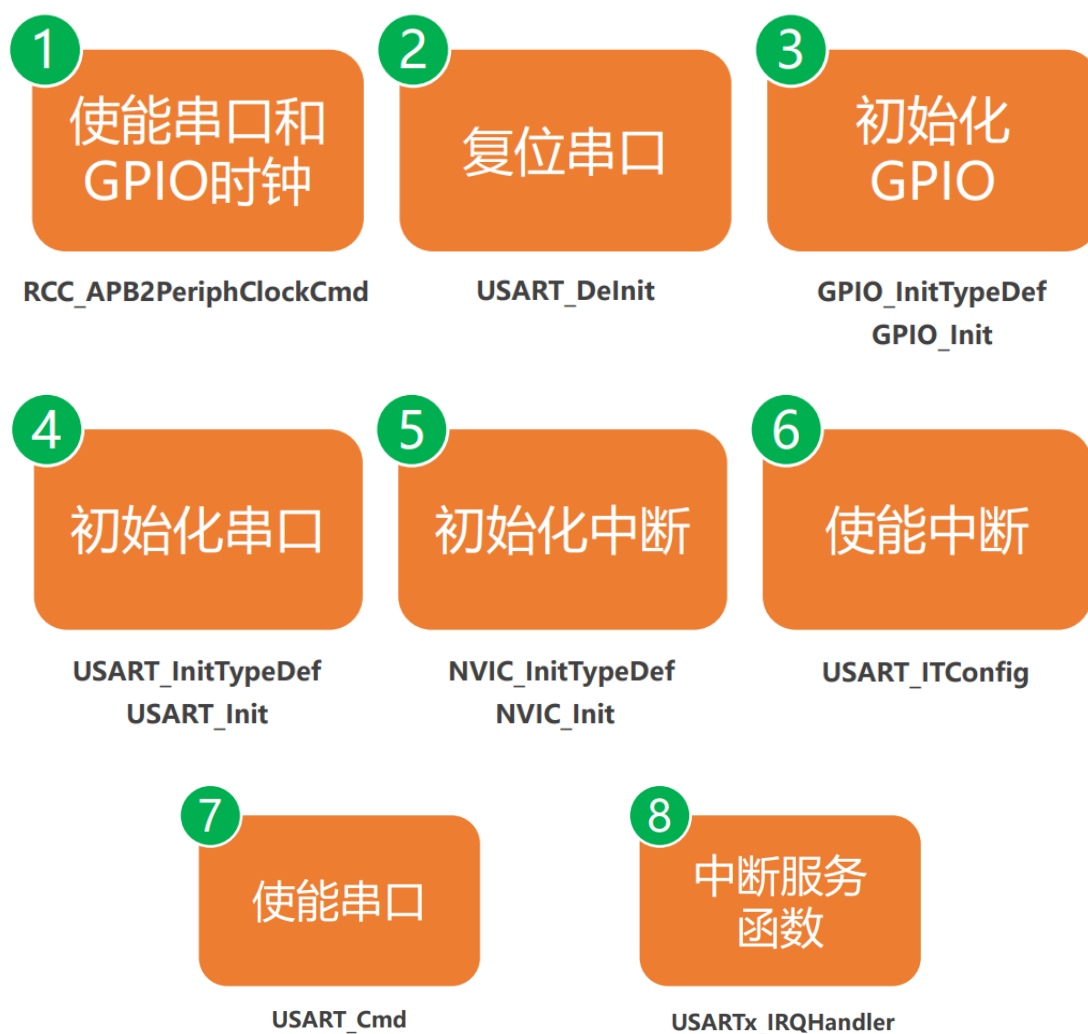 1
使能串口和
GPIO时钟
RCC_APB2PeriphClockCmd
2
复位串口
USART_DeInit
3
初始化
GPIO
GPIO_InitTypeDef
GPIO_Init
4
初始化串口
USART_InitTypeDef
USART_Init
5
初始化中断
NVIC_InitTypeDef
NVIC_Init
6
使能中断
USART_ITConfig
7
使能串口
USART_Cmd
8
中断服务
函数
USARTx_IRQHandler